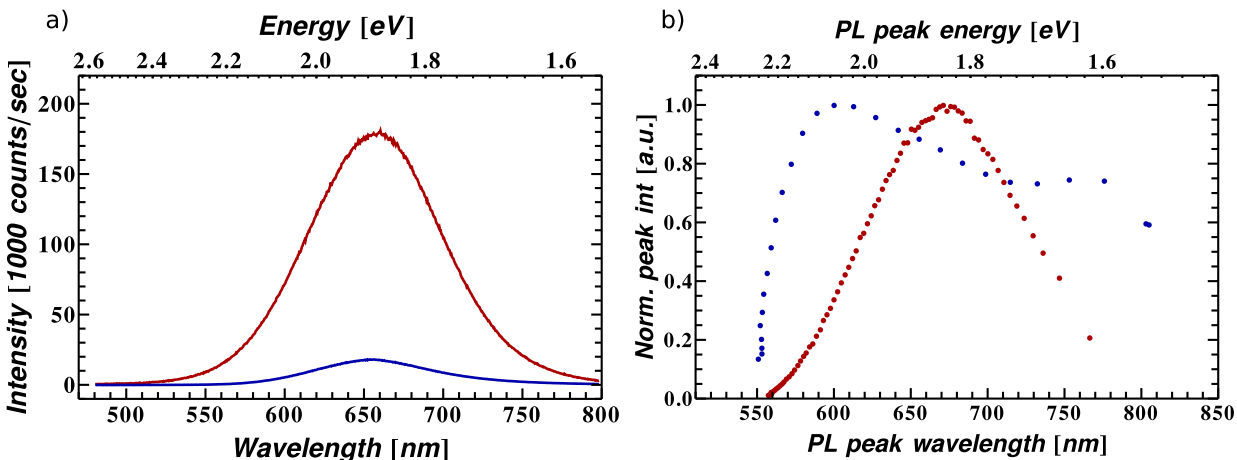 a)
Energy [eV]
2.6 2.4 2.2 2.0 1.8 1.6
Intensity [1000 counts/sec]
200
150
100
50
0
500 550 600 650 700 750 800
Wavelength [nm]
b)
PL peak energy [eV]
2.4 2.2 2.0 1.8 1.6
Norm. peak int [a.u.]
1.0
0.8
0.6
0.4
0.2
0.0
550 600 650 700 750 800 850
PL peak wavelength [nm]